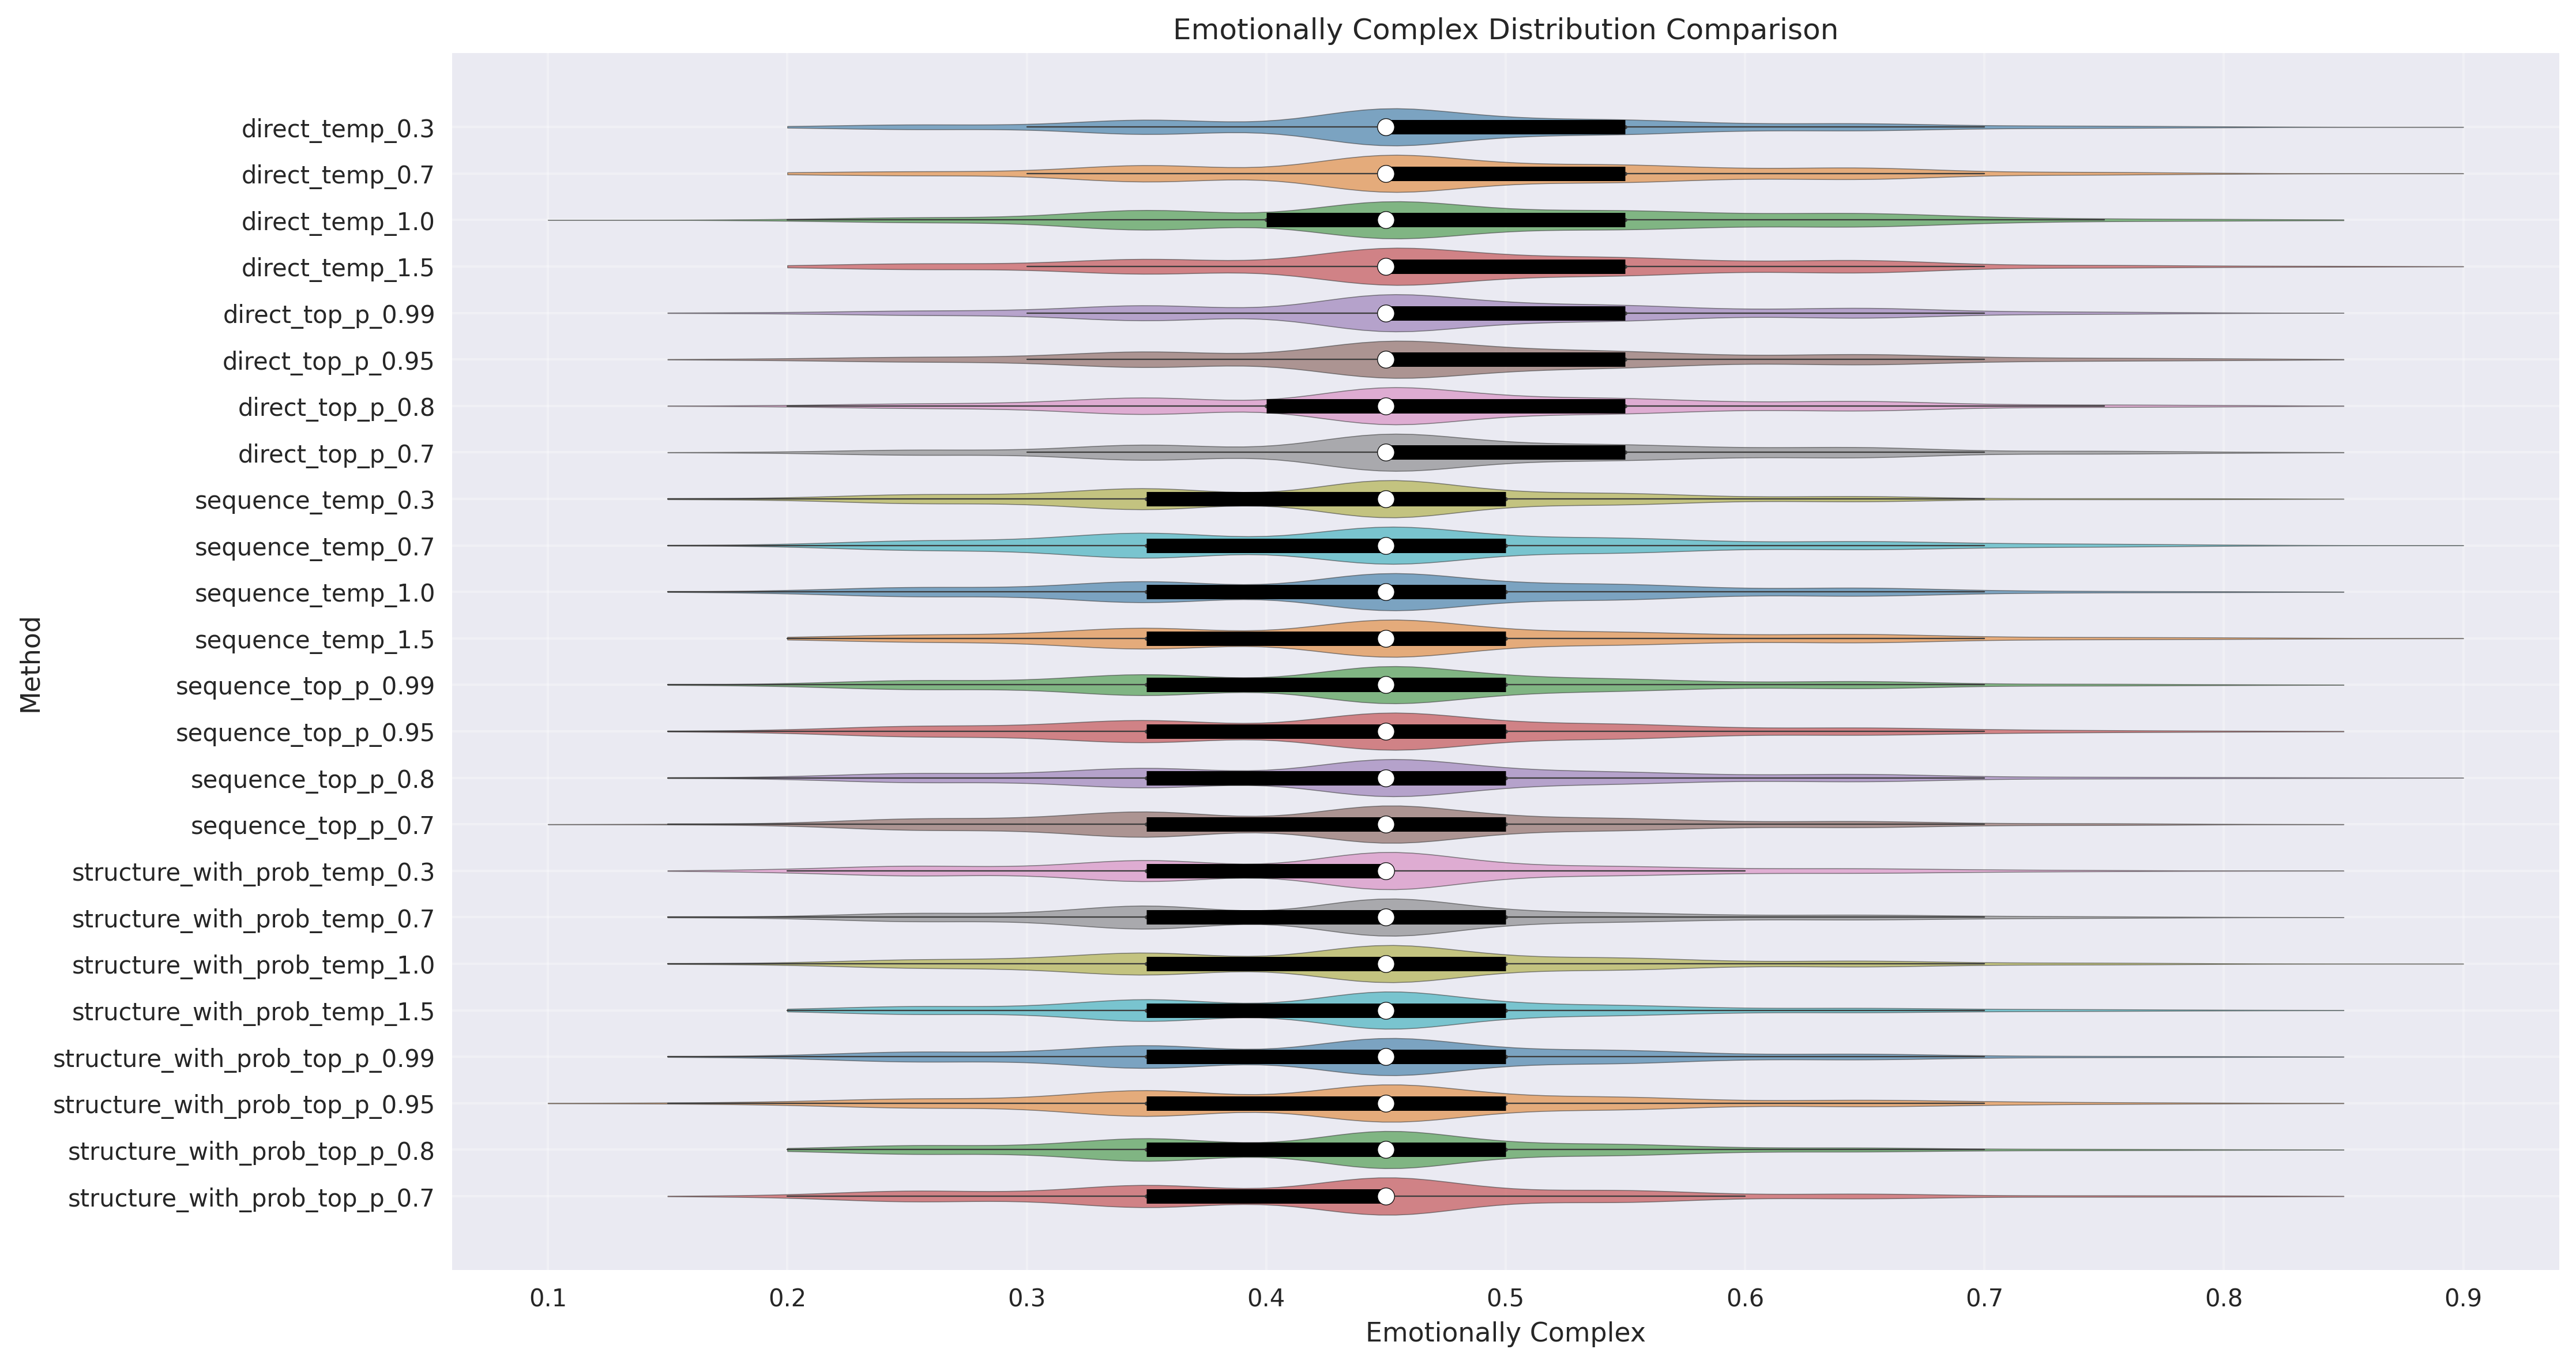 Emotionally Complex Distribution Comparison
Method
direct_temp_0.3
direct_temp_0.7
direct_temp_1.0
direct_temp_1.5
direct_top_p_0.99
direct_top_p_0.95
direct_top_p_0.8
direct_top_p_0.7
sequence_temp_0.3
sequence_temp_0.7
sequence_temp_1.0
sequence_temp_1.5
sequence_top_p_0.99
sequence_top_p_0.95
sequence_top_p_0.8
sequence_top_p_0.7
structure_with_prob_temp_0.3
structure_with_prob_temp_0.7
structure_with_prob_temp_1.0
structure_with_prob_temp_1.5
structure_with_prob_top_p_0.99
structure_with_prob_top_p_0.95
structure_with_prob_top_p_0.8
structure_with_prob_top_p_0.7
0.1 0.2 0.3 0.4 0.5 0.6 0.7 0.8 0.9
Emotionally Complex